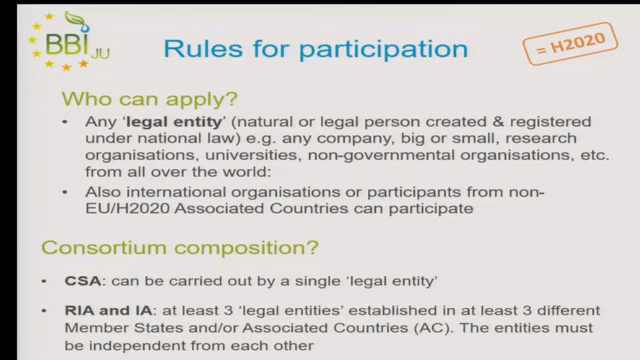 BBI JU
Rules for participation
= H2020
Who can apply?
• Any ‘legal entity’ (natural or legal person created & registered
under national law) e.g. any company, big or small, research
organisations, universities, non-governmental organisations, etc.
from all over the world:
• Also international organisations or participants from non-
EU/H2020 Associated Countries can participate
Consortium composition?
• CSA: can be carried out by a single ‘legal entity’
• RIA and IA: at least 3 ‘legal entities’ established in at least 3 different
Member States and/or Associated Countries (AC). The entities must
be independent from each other